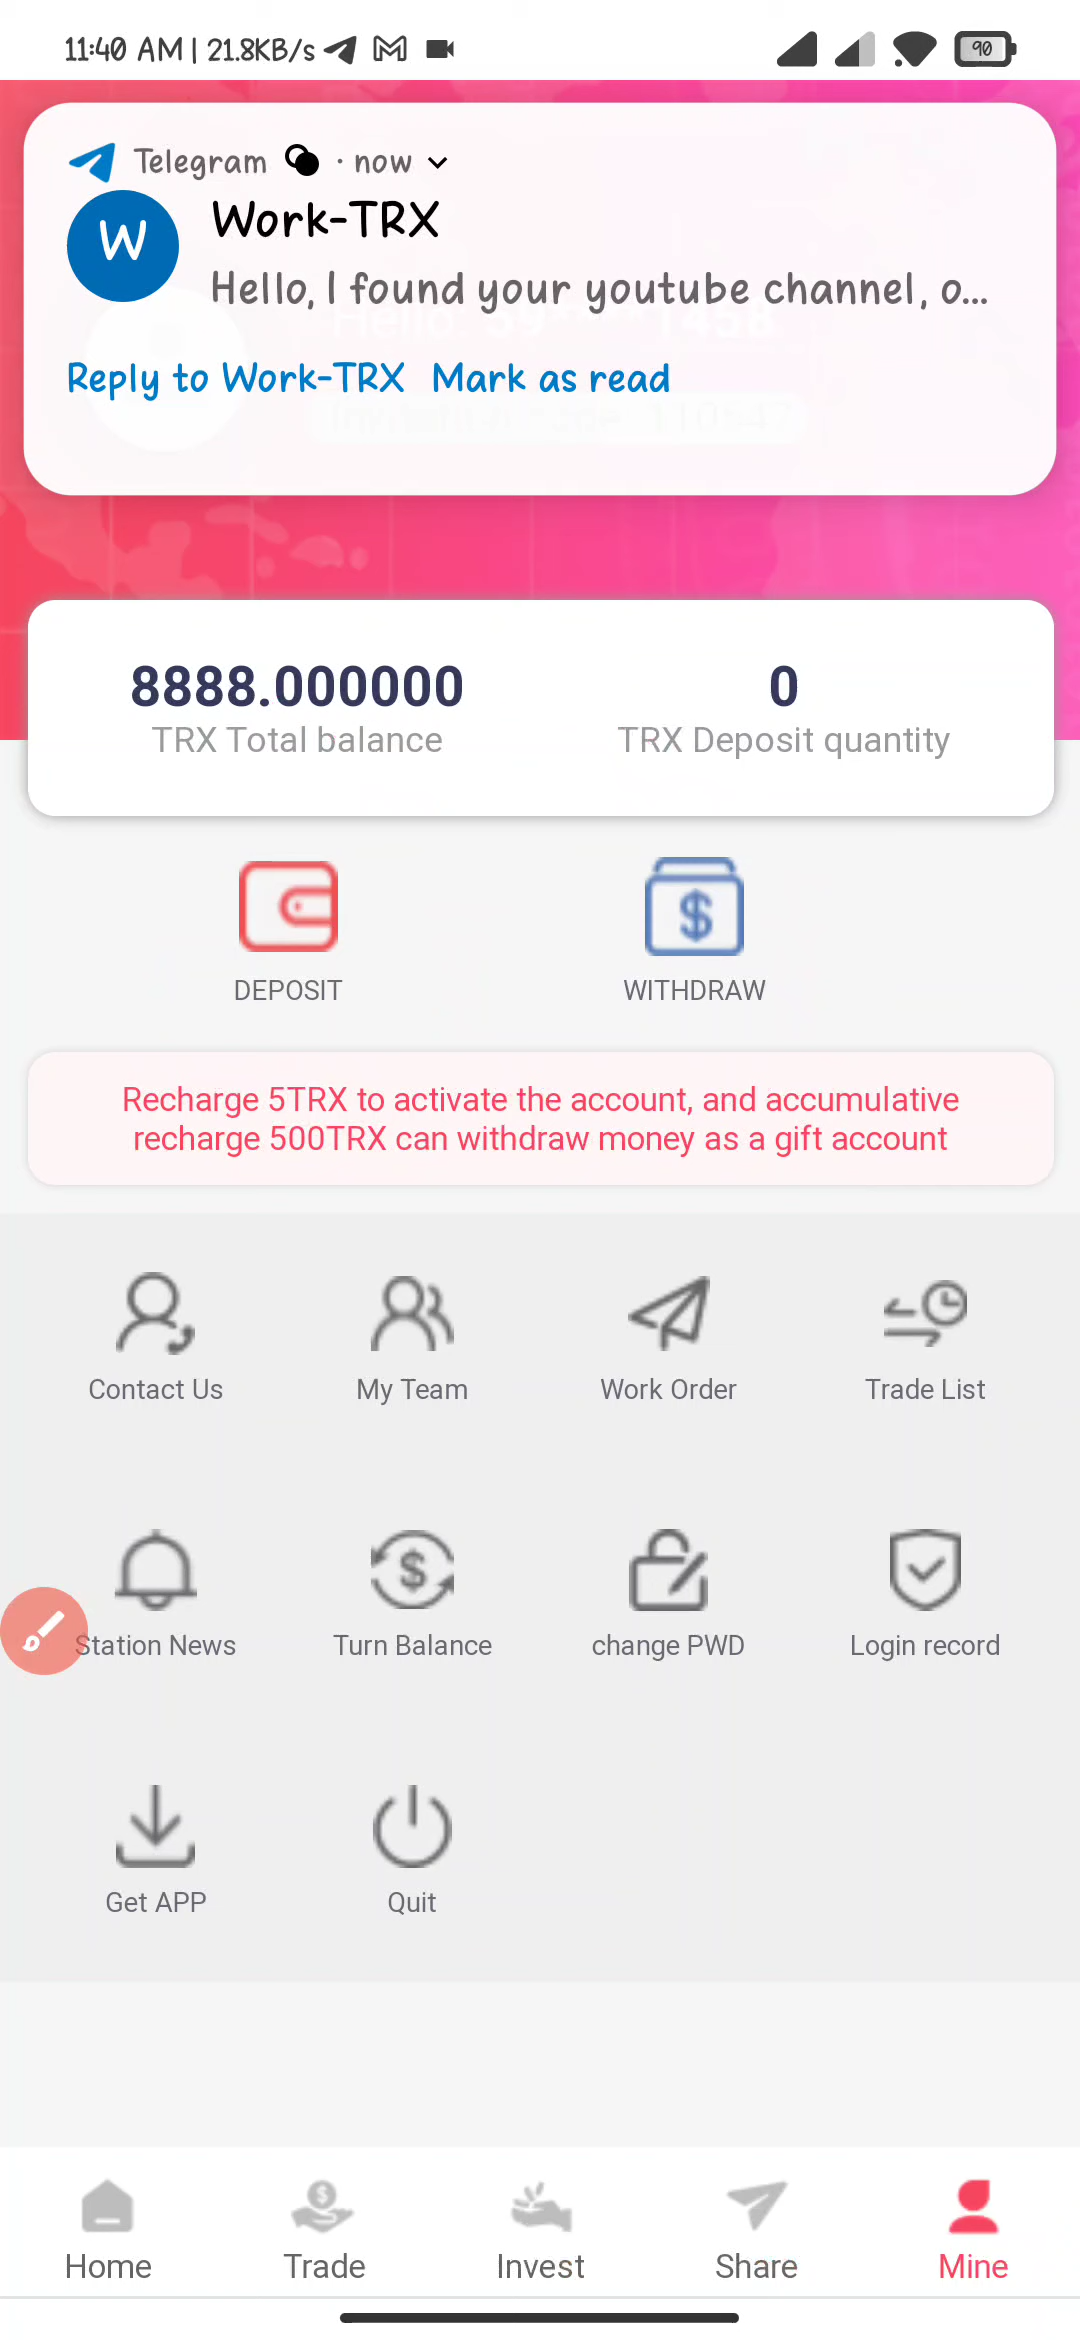 11:40 AM | 21.8KB/s
90
Telegram · now
W
Work-TRX
Hello, I found your youtube channel, o...
Reply to Work-TRX Mark as read
8888.000000
0
TRX Total balance
TRX Deposit quantity
DEPOSIT
WITHDRAW
Recharge 5TRX to activate the account, and accumulative
recharge 500TRX can withdraw money as a gift account
Contact Us
My Team
Work Order
Trade List
Station News
Turn Balance
change PWD
Login record
Get APP
Quit
Home
Trade
Invest
Share
Mine